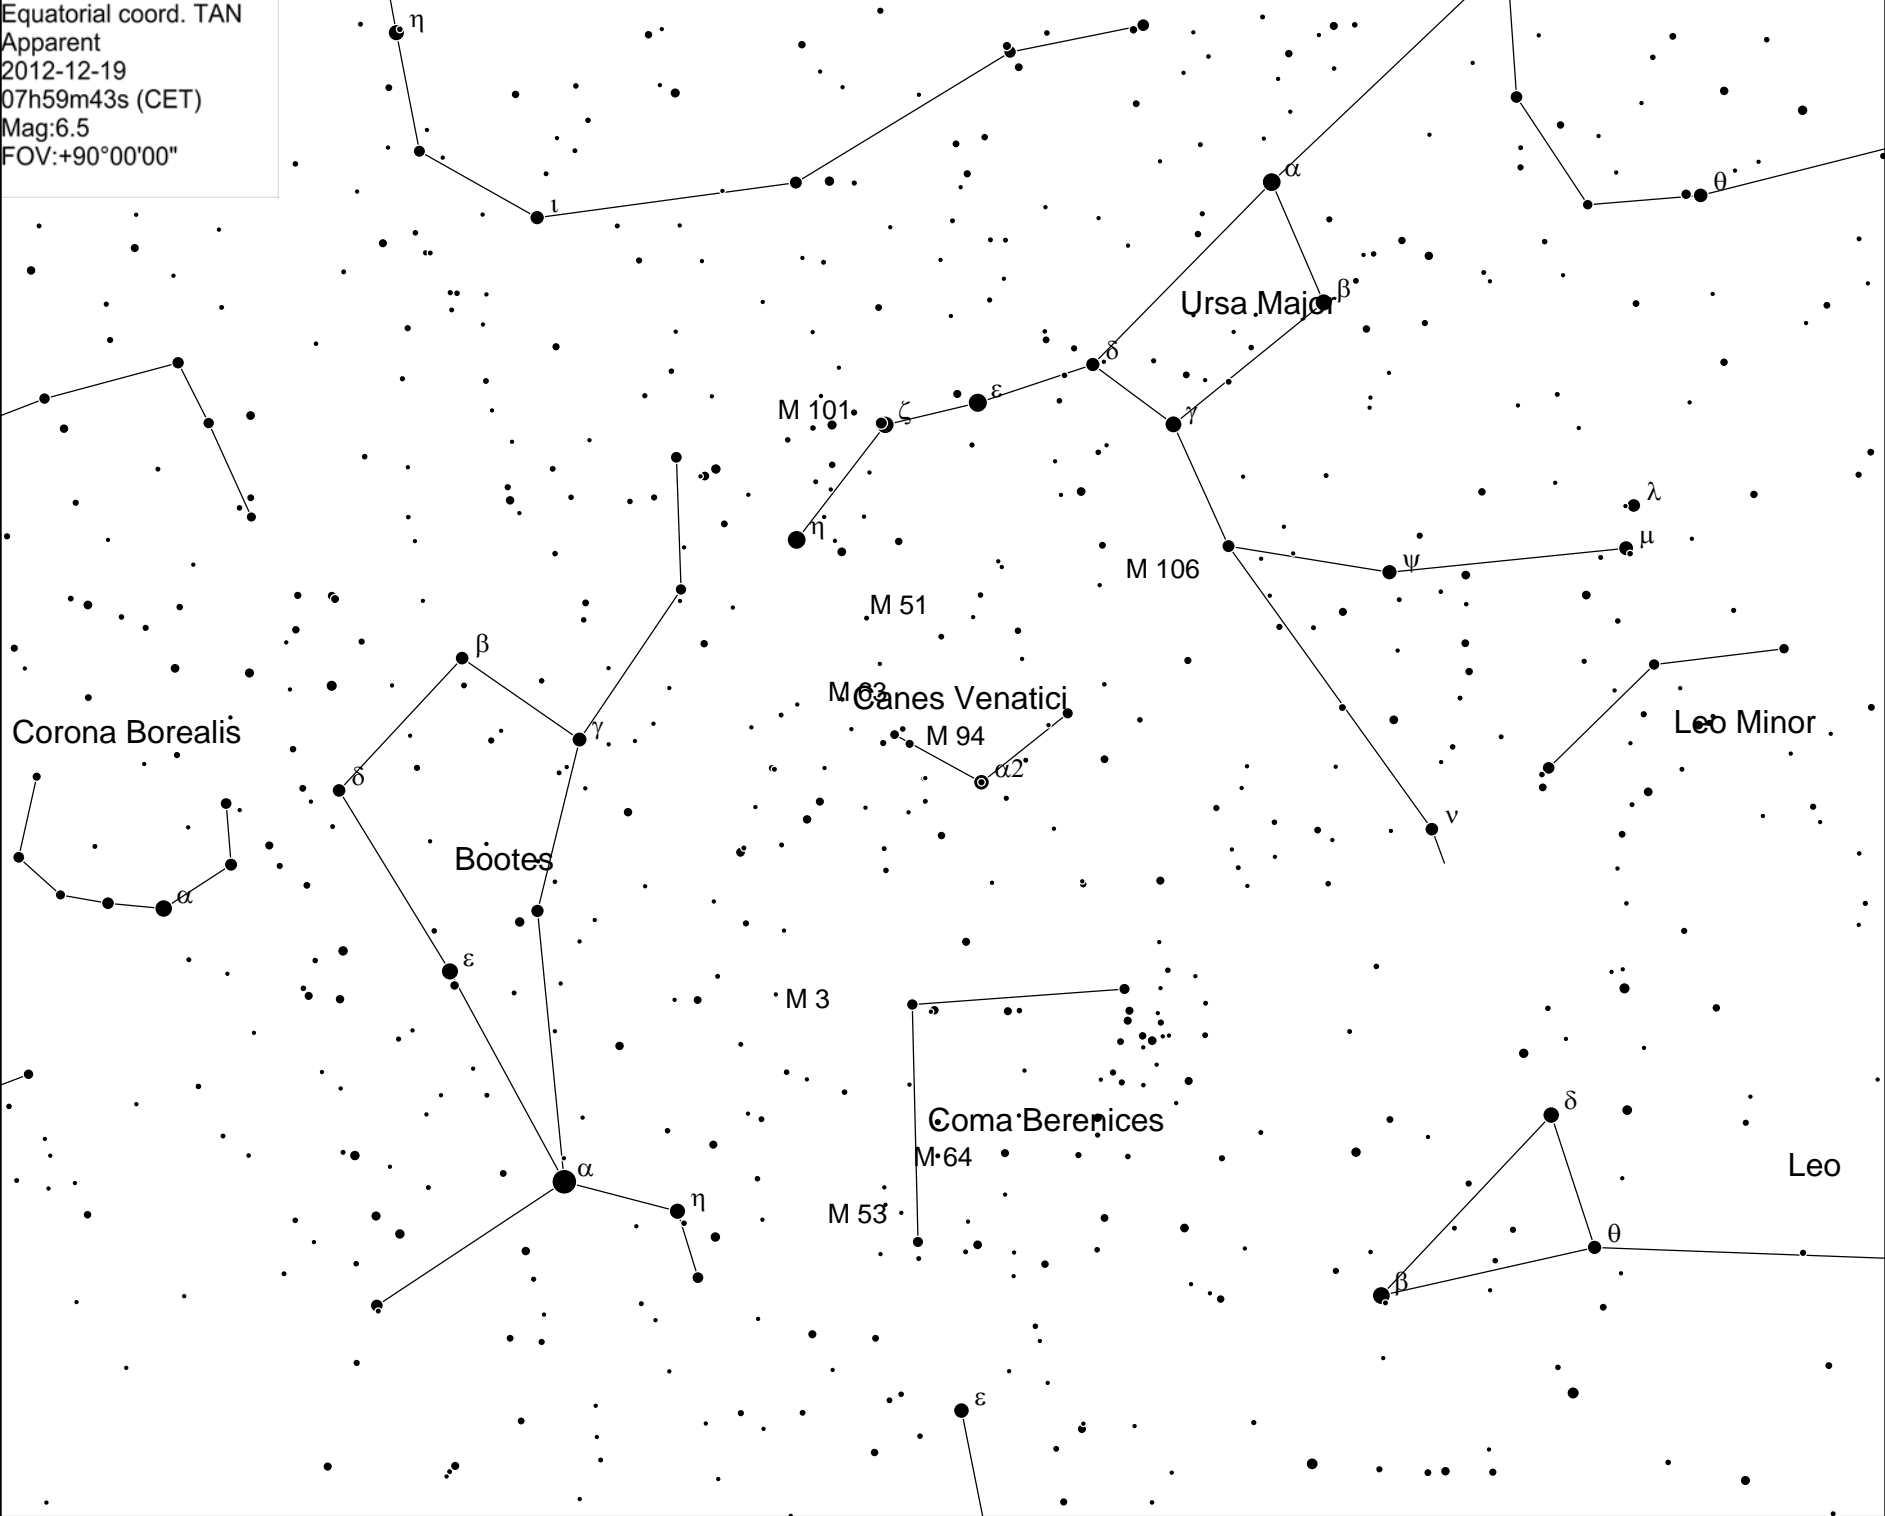 Equatorial coord. TAN
Apparent
2012-12-19
07h59m43s (CET)
Mag:6.5
FOV:+90°00'00"
η
ι
α
θ
Ursa Major
β
δ
ε
M 101
ζ
γ
η
λ
μ
M 106
ψ
M 51
β
M 63
Canes Venatici
Corona Borealis
γ
M 94
Leo Minor
δ
α2
ν
Bootes
α
ε
M 3
δ
Coma Berenices
M 64
Leo
α
η
M 53
θ
β
ε